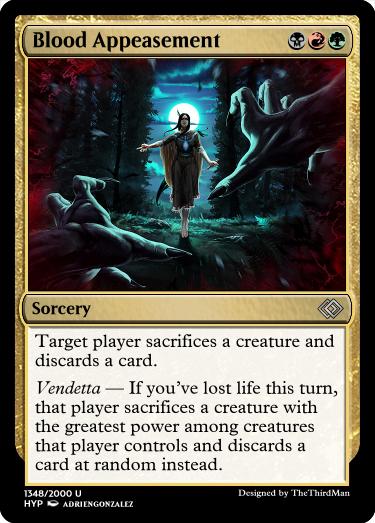 Blood Appeasement
Sorcery
Target player sacrifices a creature and
discards a card.
Vendetta — If you've lost life this turn,
that player sacrifices a creature with
the greatest power among creatures
that player controls and discards a
card at random instead.
1348/2000 U
Designed by TheThirdMan
HYP ADRIENGONZALEZ